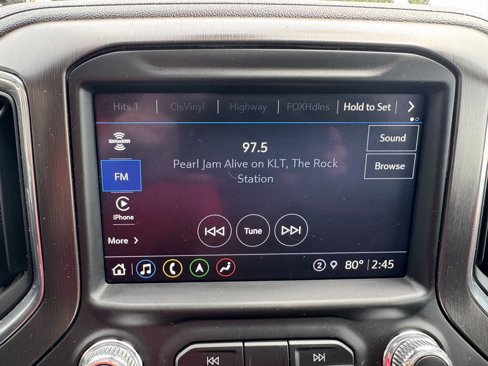 Hits 1 ClsVinyl Highway FOXHdlns Hold to Set
SiriusXM
97.5
Sound
Pearl Jam Alive on KLT, The Rock
Station
FM
Browse
iPhone
Tune
More
2 80° 2:45